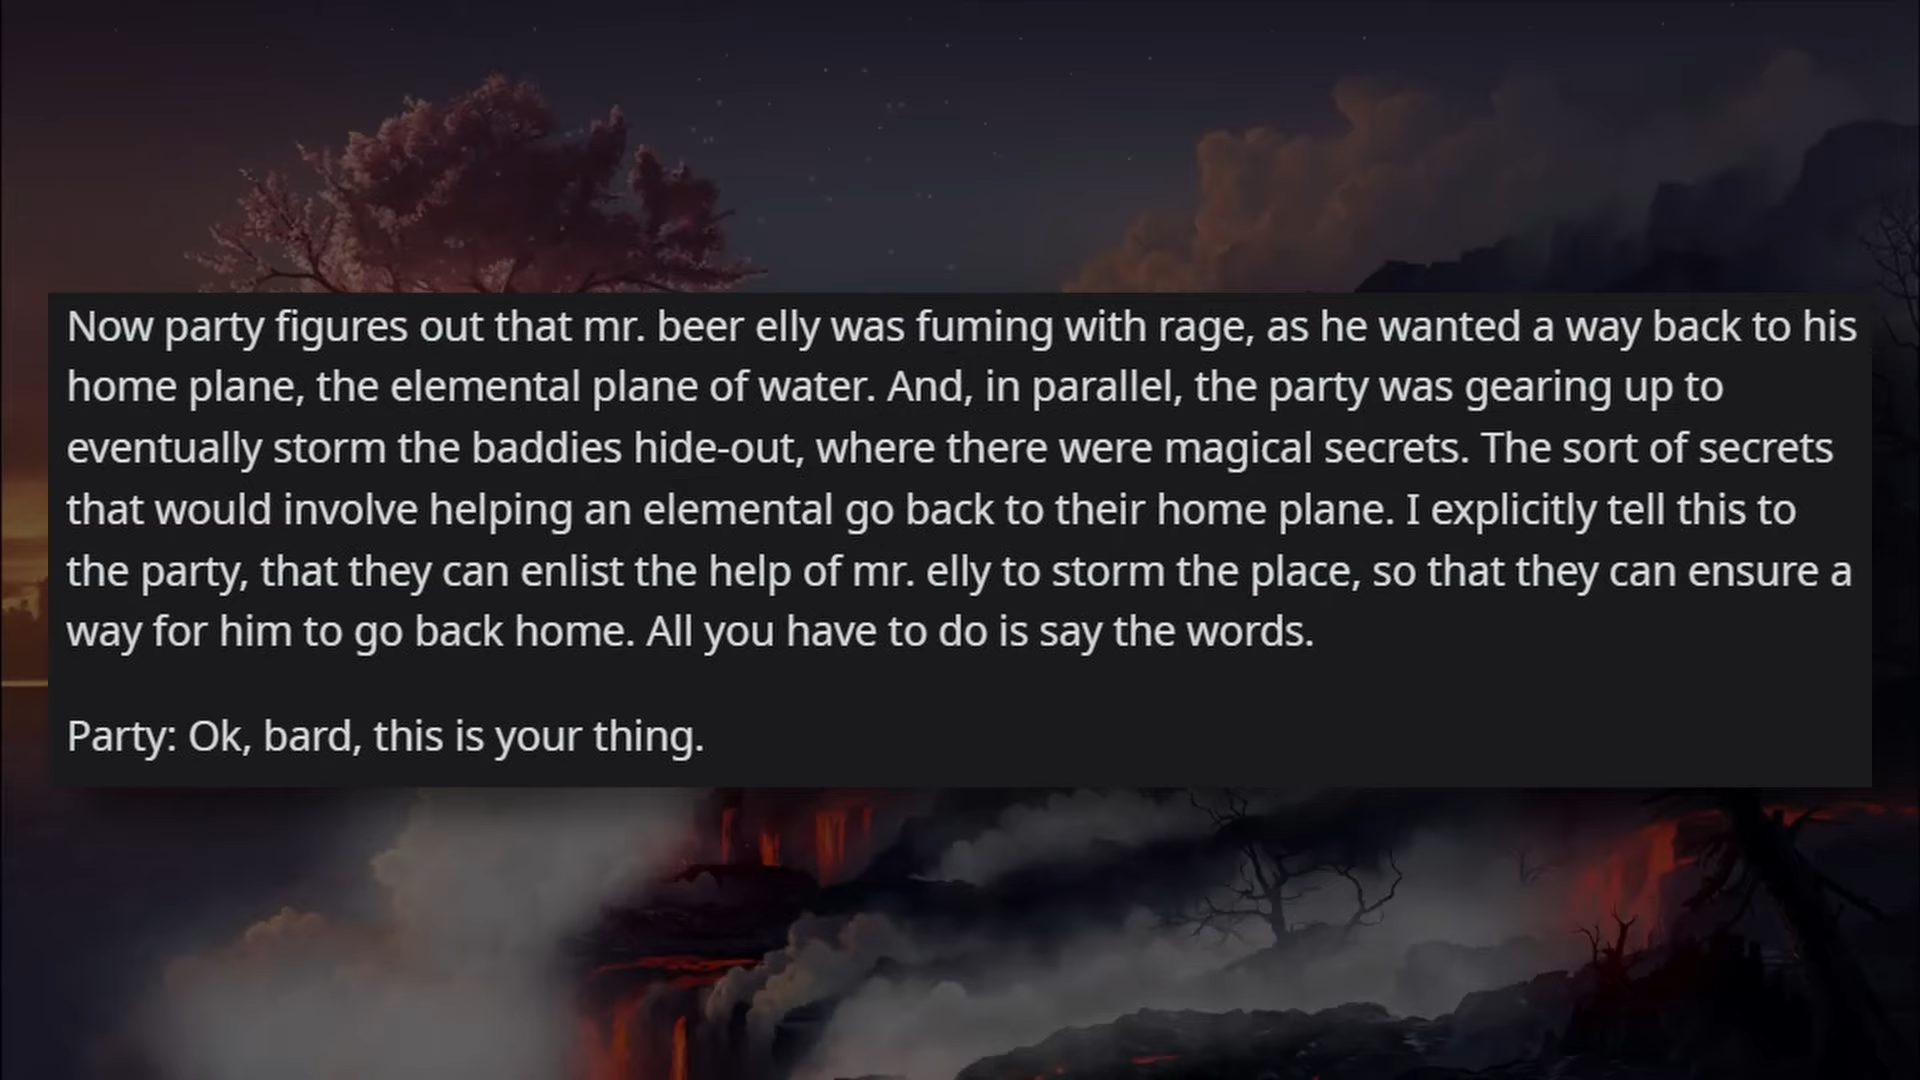 Now party figures out that mr. beer elly was fuming with rage, as he wanted a way back to his
home plane, the elemental plane of water. And, in parallel, the party was gearing up to
eventually storm the baddies hide-out, where there were magical secrets. The sort of secrets
that would involve helping an elemental go back to their home plane. I explicitly tell this to
the party, that they can enlist the help of mr. elly to storm the place, so that they can ensure a
way for him to go back home. All you have to do is say the words.
Party: Ok, bard, this is your thing.